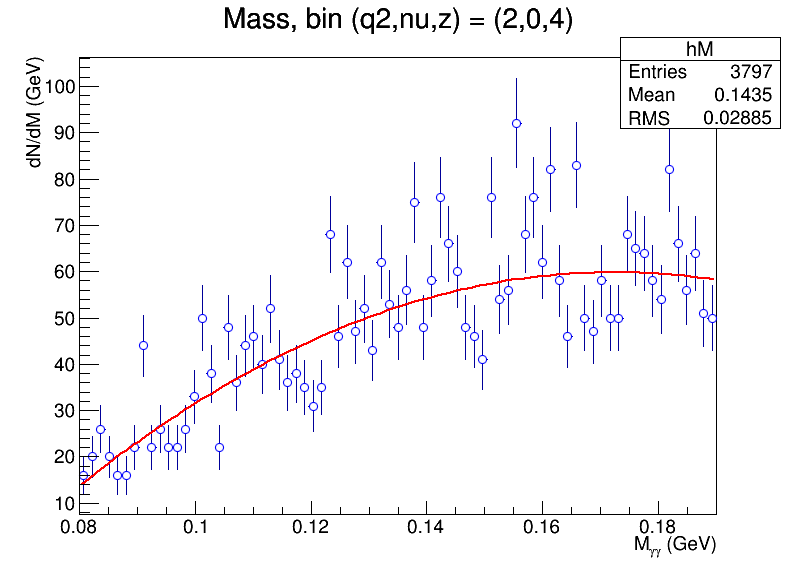 Mass, bin (q2,nu,z) = (2,0,4)
hM
Entries 3797
Mean 0.1435
RMS 0.02885
dN/dM (GeV)
100
90
80
70
60
50
40
30
20
10
0.08 0.1 0.12 0.14 0.16 0.18
Mγγ (GeV)